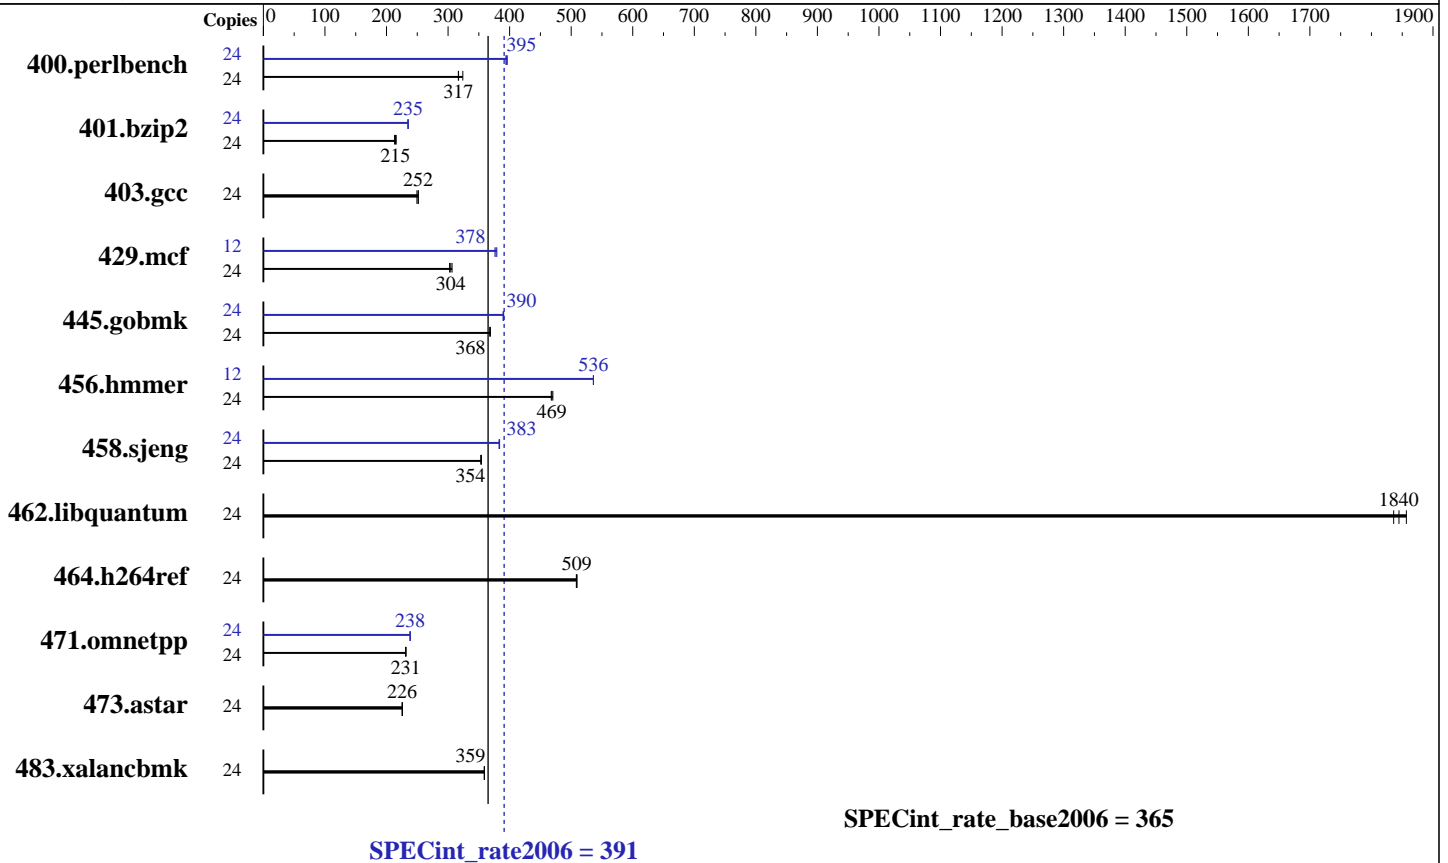 Copies 0 100 200 300 400 500 600 700 800 900 1000 1100 1200 1300 1400 1500 1600 1700 1900
400.perlbench 24 395
24 317
401.bzip2 24 235
24 215
403.gcc 24 252
429.mcf 12 378
24 304
445.gobmk 24 390
24 368
456.hmmer 12 536
24 469
458.sjeng 24 383
24 354
462.libquantum 24 1840
464.h264ref 24 509
471.omnetpp 24 238
24 231
473.astar 24 226
483.xalancbmk 24 359
SPECint_rate_base2006 = 365
SPECint_rate2006 = 391